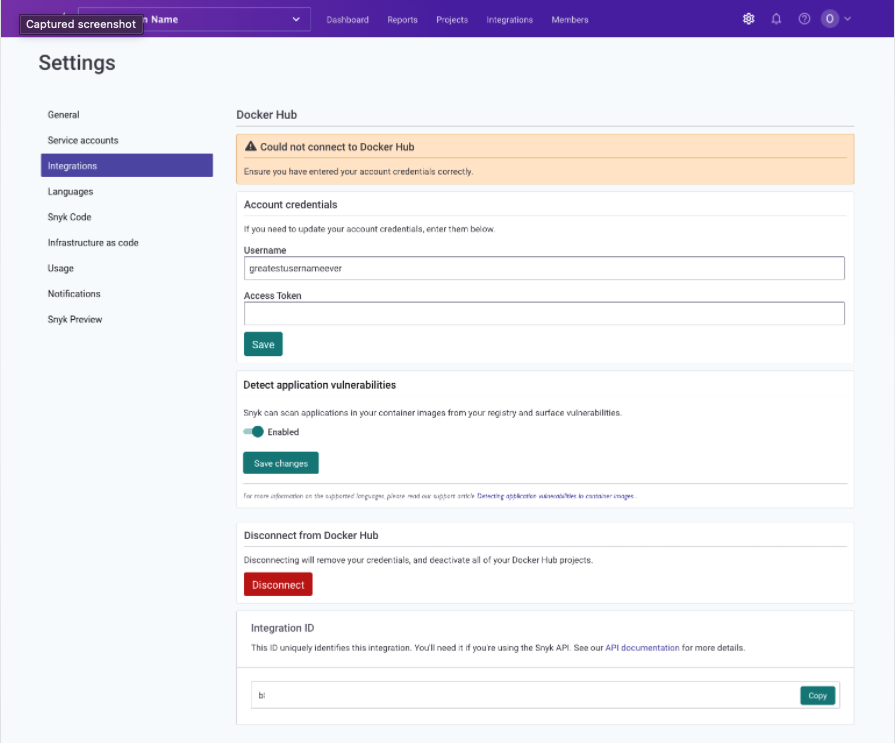 Captured screenshot
n Name
Dashboard
Reports
Projects
Integrations
Members
O
Settings
General
Service accounts
Integrations
Languages
Snyk Code
Infrastructure as code
Usage
Notifications
Snyk Preview
Docker Hub
Could not connect to Docker Hub
Ensure you have entered your account credentials correctly.
Account credentials
If you need to update your account credentials, enter them below.
Username
greatestusernameever
Access Token
Save
Detect application vulnerabilities
Snyk can scan applications in your container images from your registry and surface vulnerabilities.
Enabled
Save changes
For more information on the supported languages, please read our support article Detecting application vulnerabilities in container images.
Disconnect from Docker Hub
Disconnecting will remove your credentials, and deactivate all of your Docker Hub projects.
Disconnect
Integration ID
This ID uniquely identifies this integration. You'll need it if you're using the Snyk API. See our API documentation for more details.
Copy